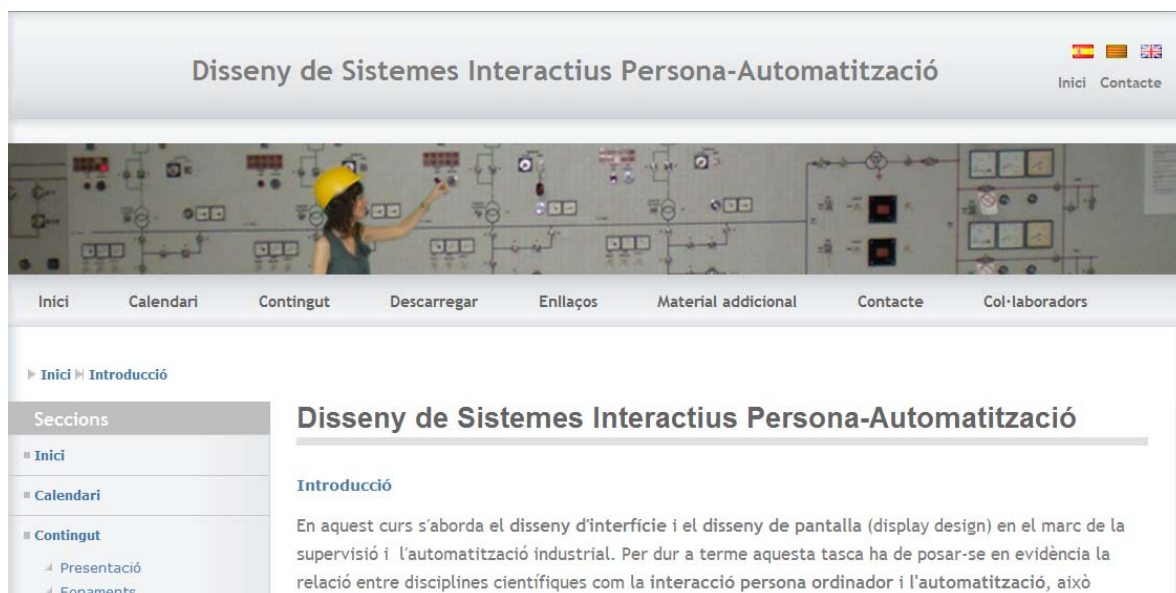 Disseny de Sistemes Interactius Persona-Automatització
Inici Contacte
Inici Calendari Contingut Descarregar Enllaços Material addicional Contacte Col·laboradors
Inici Introducció
Seccions
Inici
Calendari
Contingut
Presentació
Fonaments
Disseny de Sistemes Interactius Persona-Automatització
Introducció
En aquest curs s'aborda el disseny d'interfície i el disseny de pantalla (display design) en el marc de la
supervisió i l'automatització industrial. Per dur a terme aquesta tasca ha de posar-se en evidència la
relació entre disciplines científiques com la interacció persona ordinador i l'automatització, això